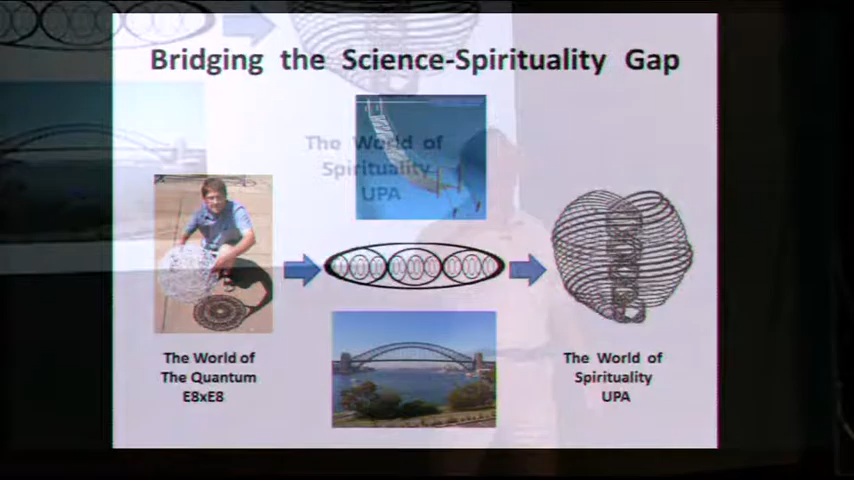 Bridging the Science-Spirituality Gap
The World of
Spirituality
UPA
The World of
The Quantum
E8xE8
The World of
Spirituality
UPA